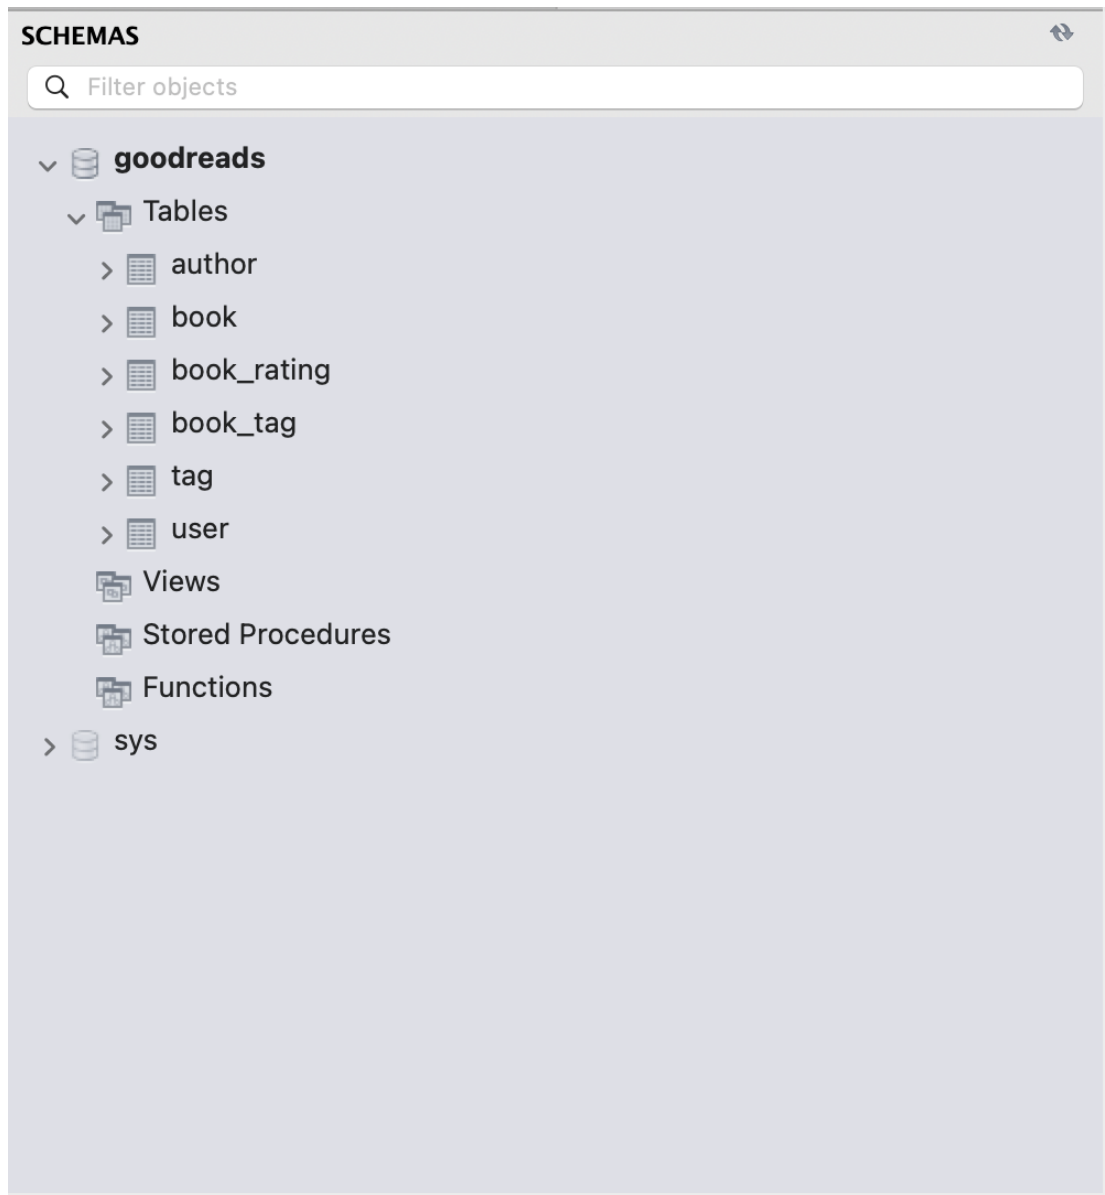 SCHEMAS
Filter objects
goodreads
Tables
author
book
book_rating
book_tag
tag
user
Views
Stored Procedures
Functions
sys